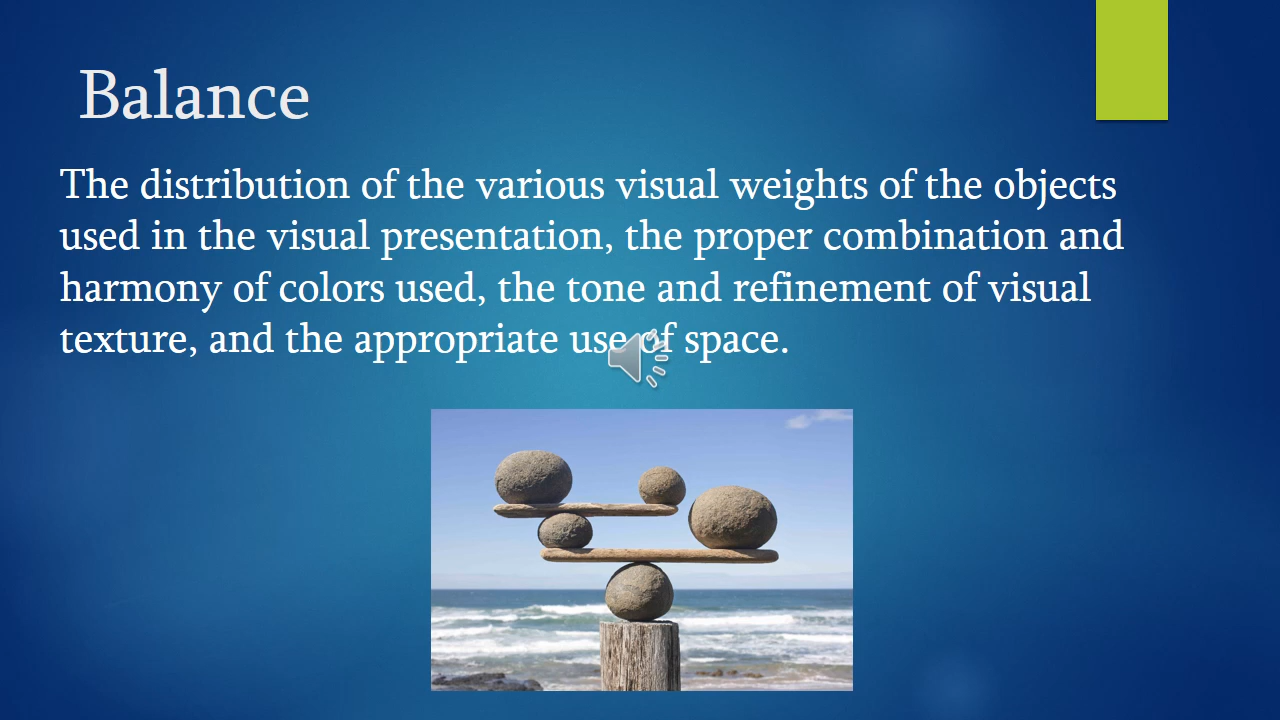 Balance
The distribution of the various visual weights of the objects
used in the visual presentation, the proper combination and
harmony of colors used, the tone and refinement of visual
texture, and the appropriate use of space.